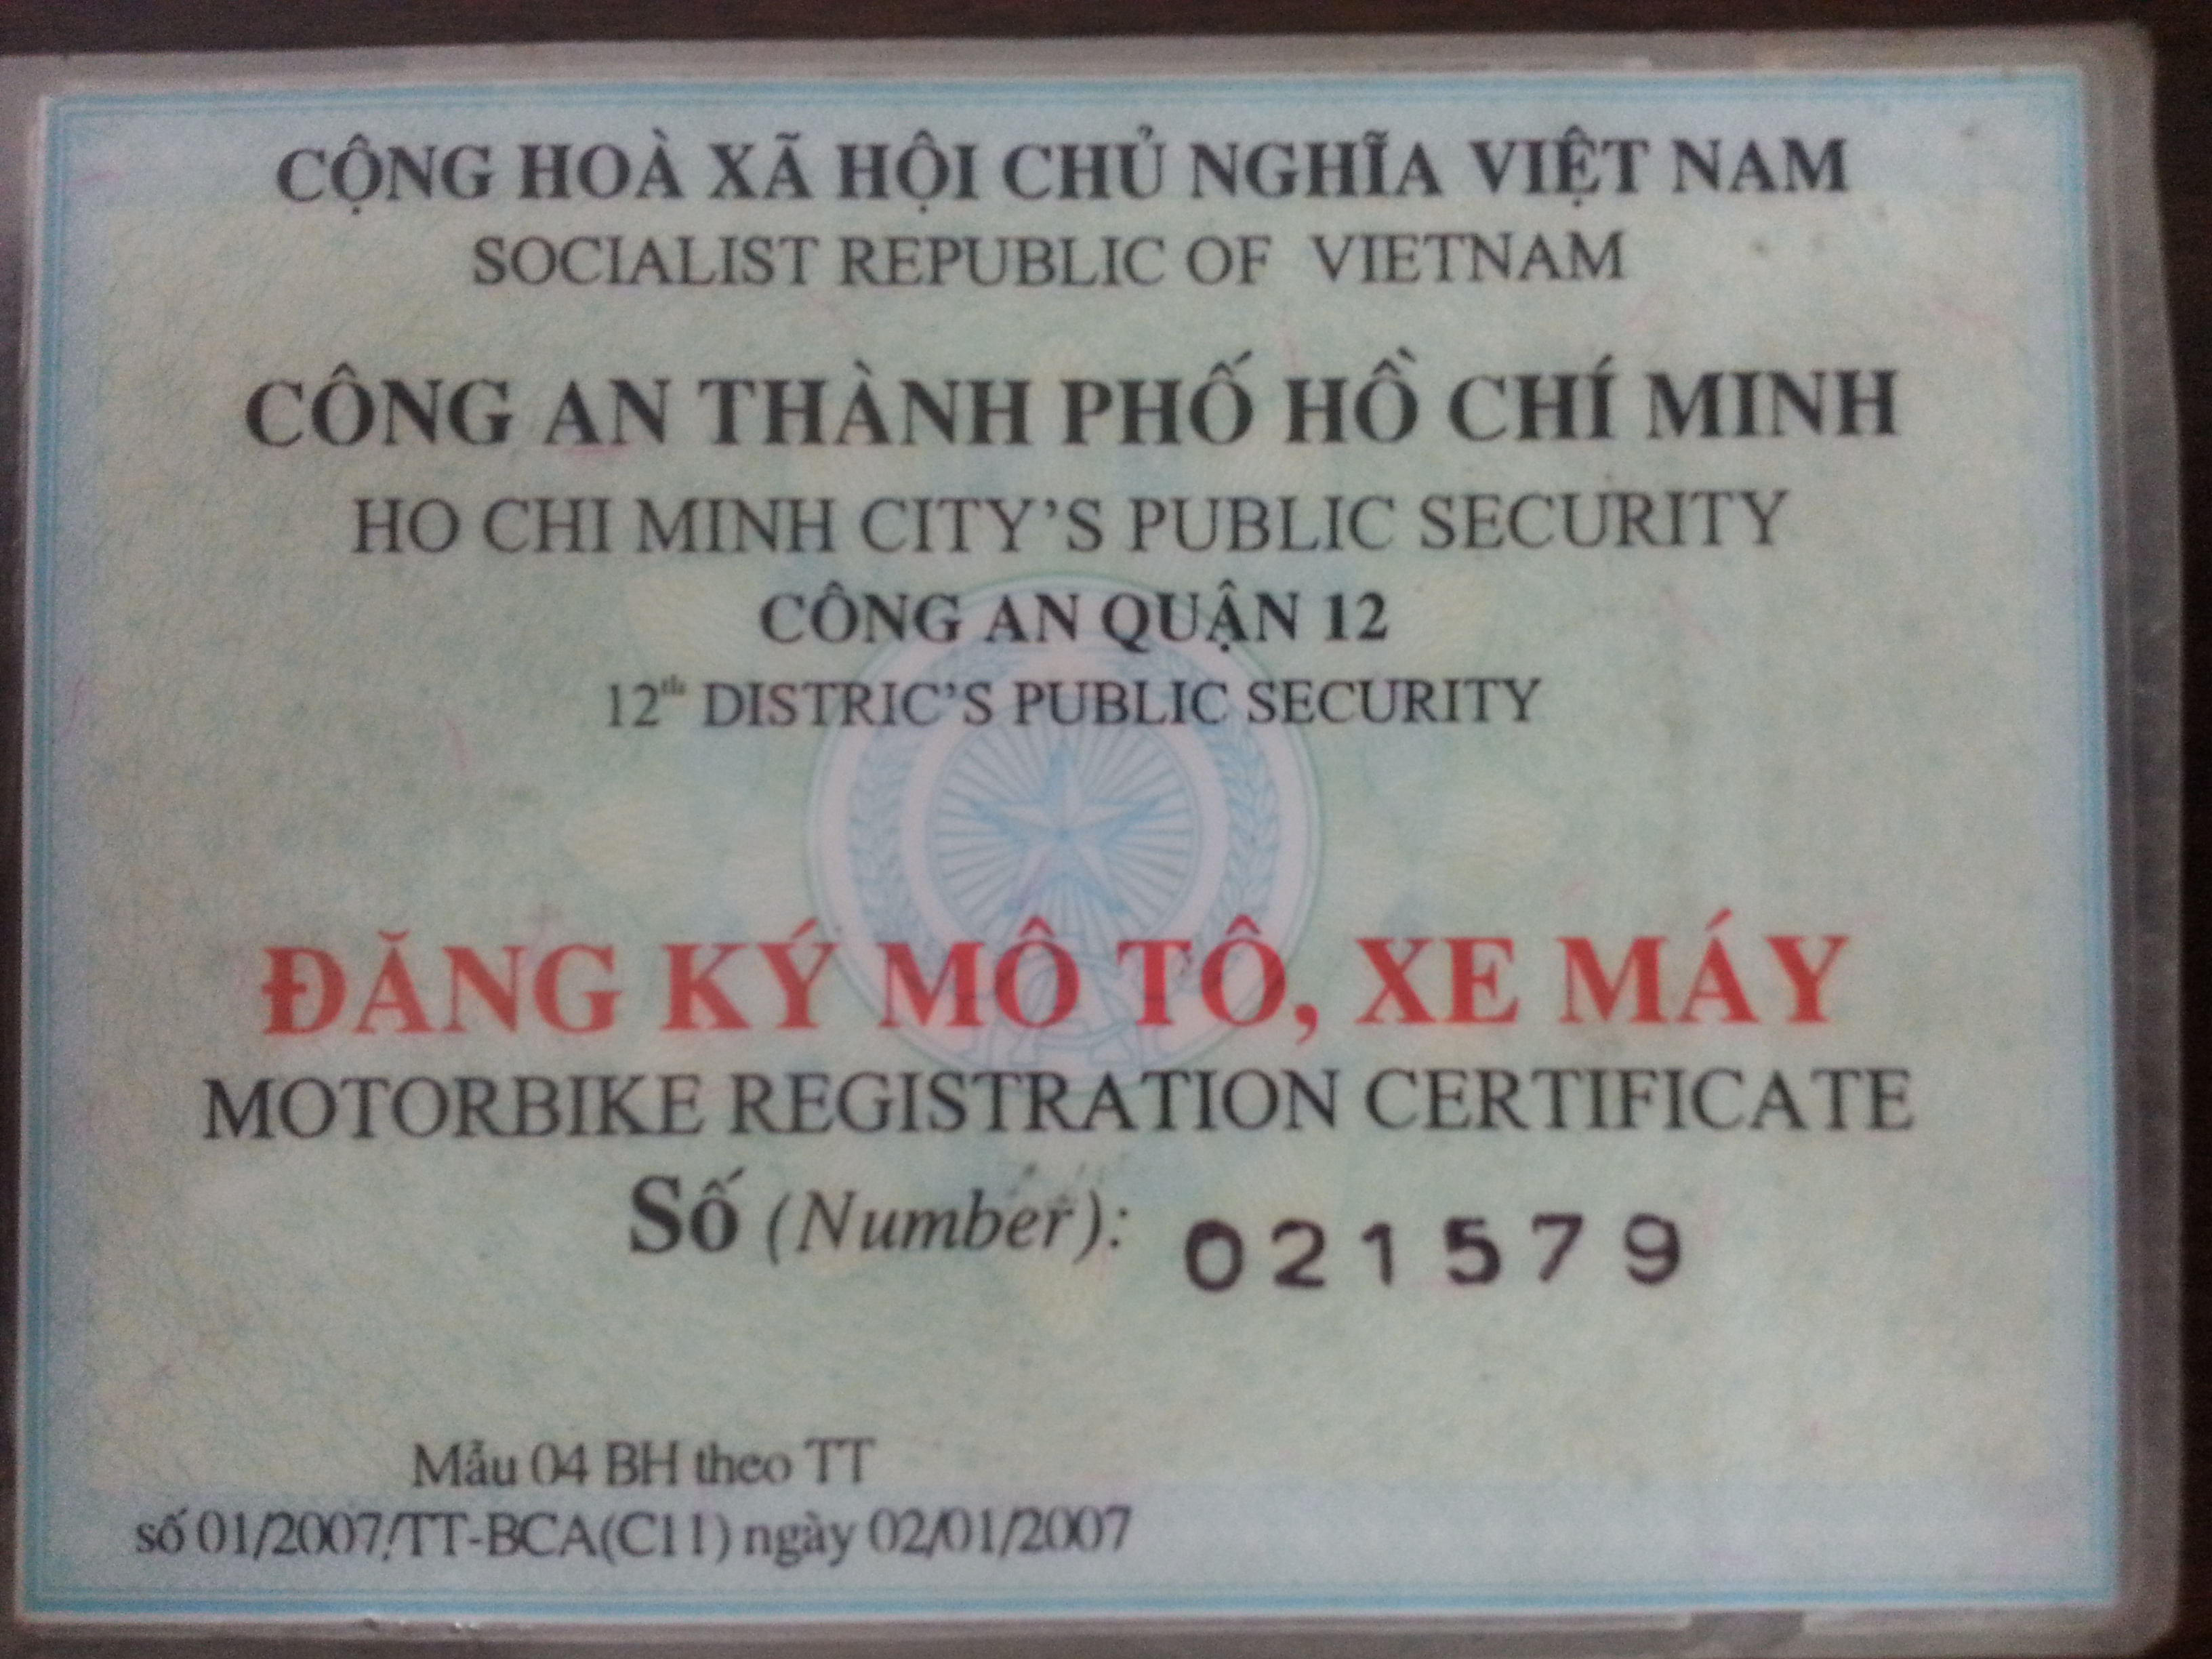 CỘNG HOÀ XÃ HỘI CHỦ NGHĨA VIỆT NAM
SOCIALIST REPUBLIC OF VIETNAM
CÔNG AN THÀNH PHỐ HỒ CHÍ MINH
HO CHI MINH CITY'S PUBLIC SECURITY
CÔNG AN QUẬN 12
12th DISTRIC'S PUBLIC SECURITY
ĐĂNG KÝ MÔ TÔ, XE MÁY
MOTORBIKE REGISTRATION CERTIFICATE
Số (Number): 021579
Mẫu 04 BH theo TT
số 01/2007/TT-BCA(C11) ngày 02/01/2007